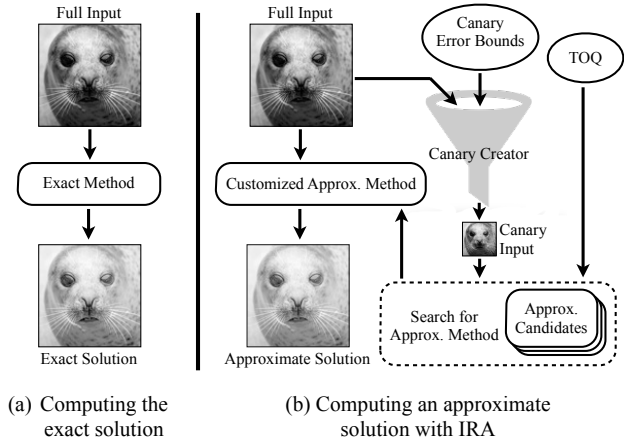 Full Input
Exact Method
Exact Solution
(a) Computing the
exact solution
Full Input
Canary
Error Bounds
TOQ
Canary Creator
Customized Approx. Method
Canary
Input
Search for
Approx. Method
Approx.
Candidates
Approximate Solution
(b) Computing an approximate
solution with IRA